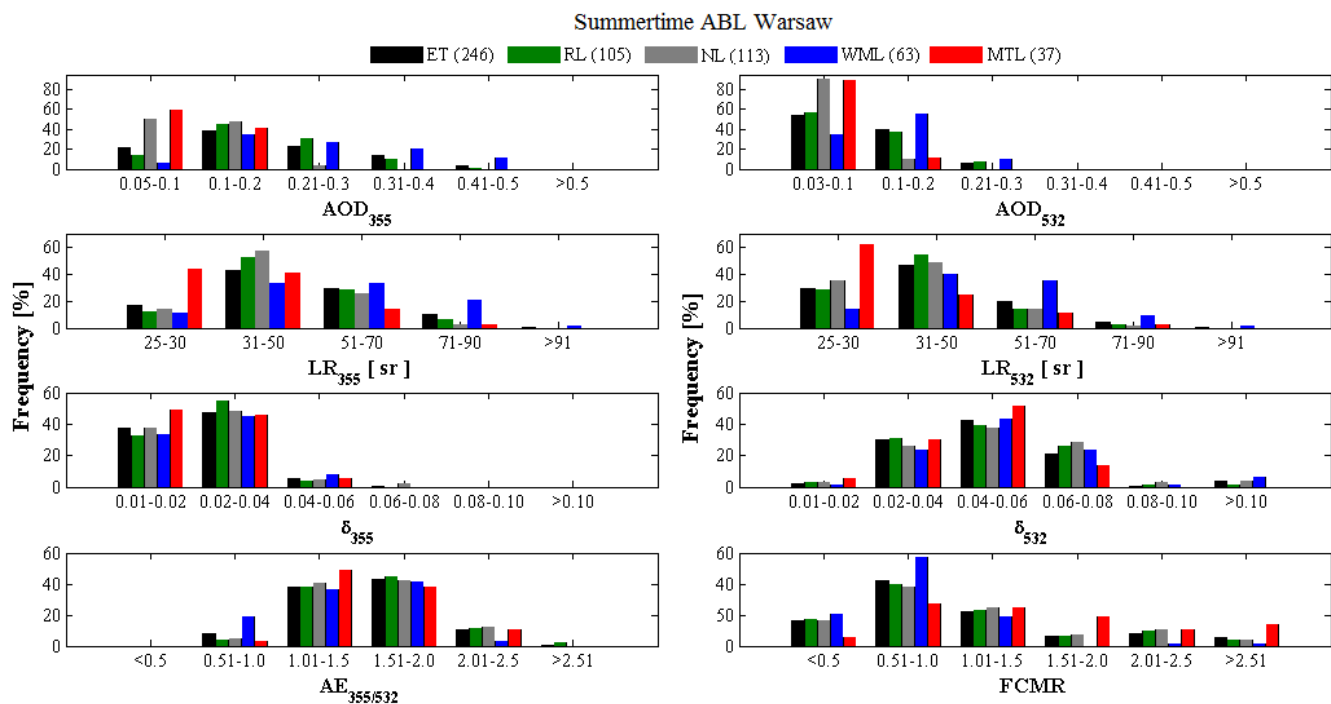 Summertime ABL Warsaw
ET (246) RL (105) NL (113) WML (63) MTL (37)
80
60
40
20
0
0.05-0.1 0.1-0.2 0.21-0.3 0.31-0.4 0.41-0.5 >0.5
AOD355
80
60
40
20
0
0.03-0.1 0.1-0.2 0.21-0.3 0.31-0.4 0.41-0.5 >0.5
AOD532
Frequency [%]
60
40
20
0
25-30 31-50 51-70 71-90 >91
LR355 [ sr ]
Frequency [%]
60
40
20
0
25-30 31-50 51-70 71-90 >91
LR532 [ sr ]
60
40
20
0
0.01-0.02 0.02-0.04 0.04-0.06 0.06-0.08 0.08-0.10 >0.10
δ355
60
40
20
0
0.01-0.02 0.02-0.04 0.04-0.06 0.06-0.08 0.08-0.10 >0.10
δ532
60
40
20
0
<0.5 0.51-1.0 1.01-1.5 1.51-2.0 2.01-2.5 >2.51
AE355/532
60
40
20
0
<0.5 0.51-1.0 1.01-1.5 1.51-2.0 2.01-2.5 >2.51
FCMR